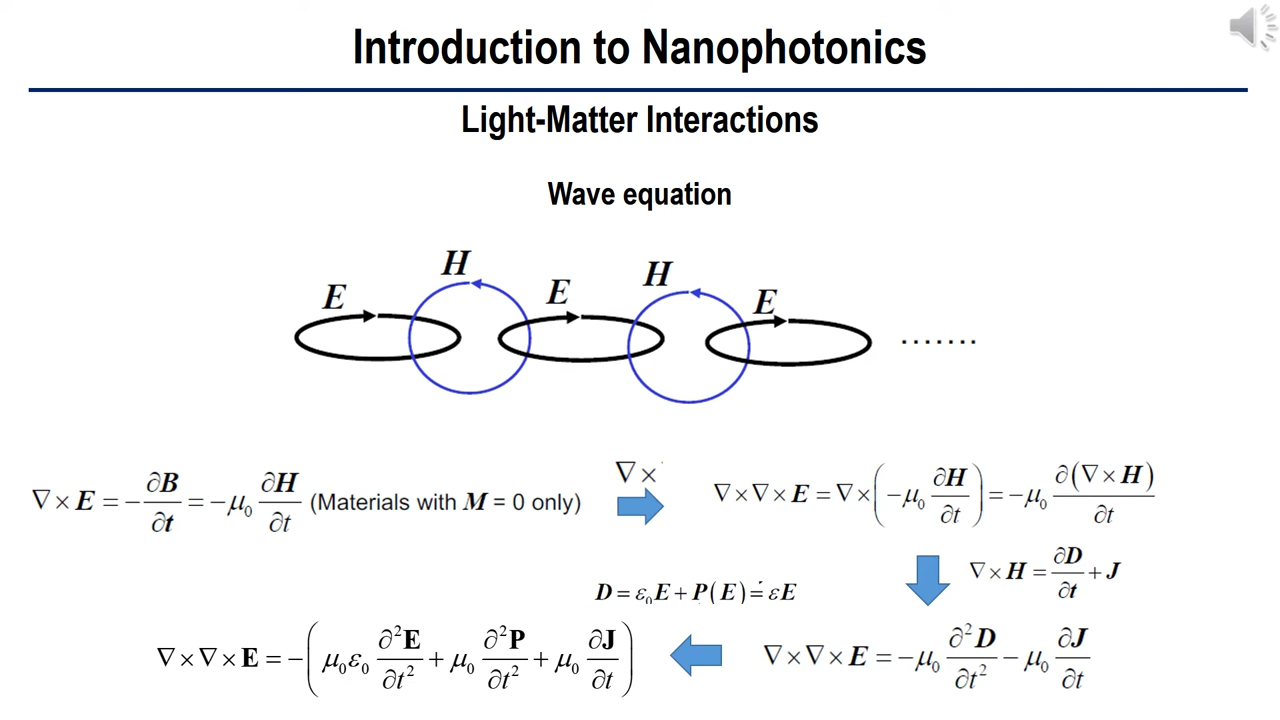 Introduction to Nanophotonics
Light-Matter Interactions
Wave equation
E H E H E .......
∇ × E = −∂B/∂t = −μ₀ ∂H/∂t (Materials with M = 0 only)
∇ ×
∇ × ∇ × E = ∇ × (−μ₀ ∂H/∂t) = −μ₀ ∂(∇ × H)/∂t
∇ × H = ∂D/∂t + J
D = ε₀E + P(E) = εE
∇ × ∇ × E = −μ₀ ∂²D/∂t² − μ₀ ∂J/∂t
∇ × ∇ × E = −(μ₀ε₀ ∂²E/∂t² + μ₀ ∂²P/∂t² + μ₀ ∂J/∂t)